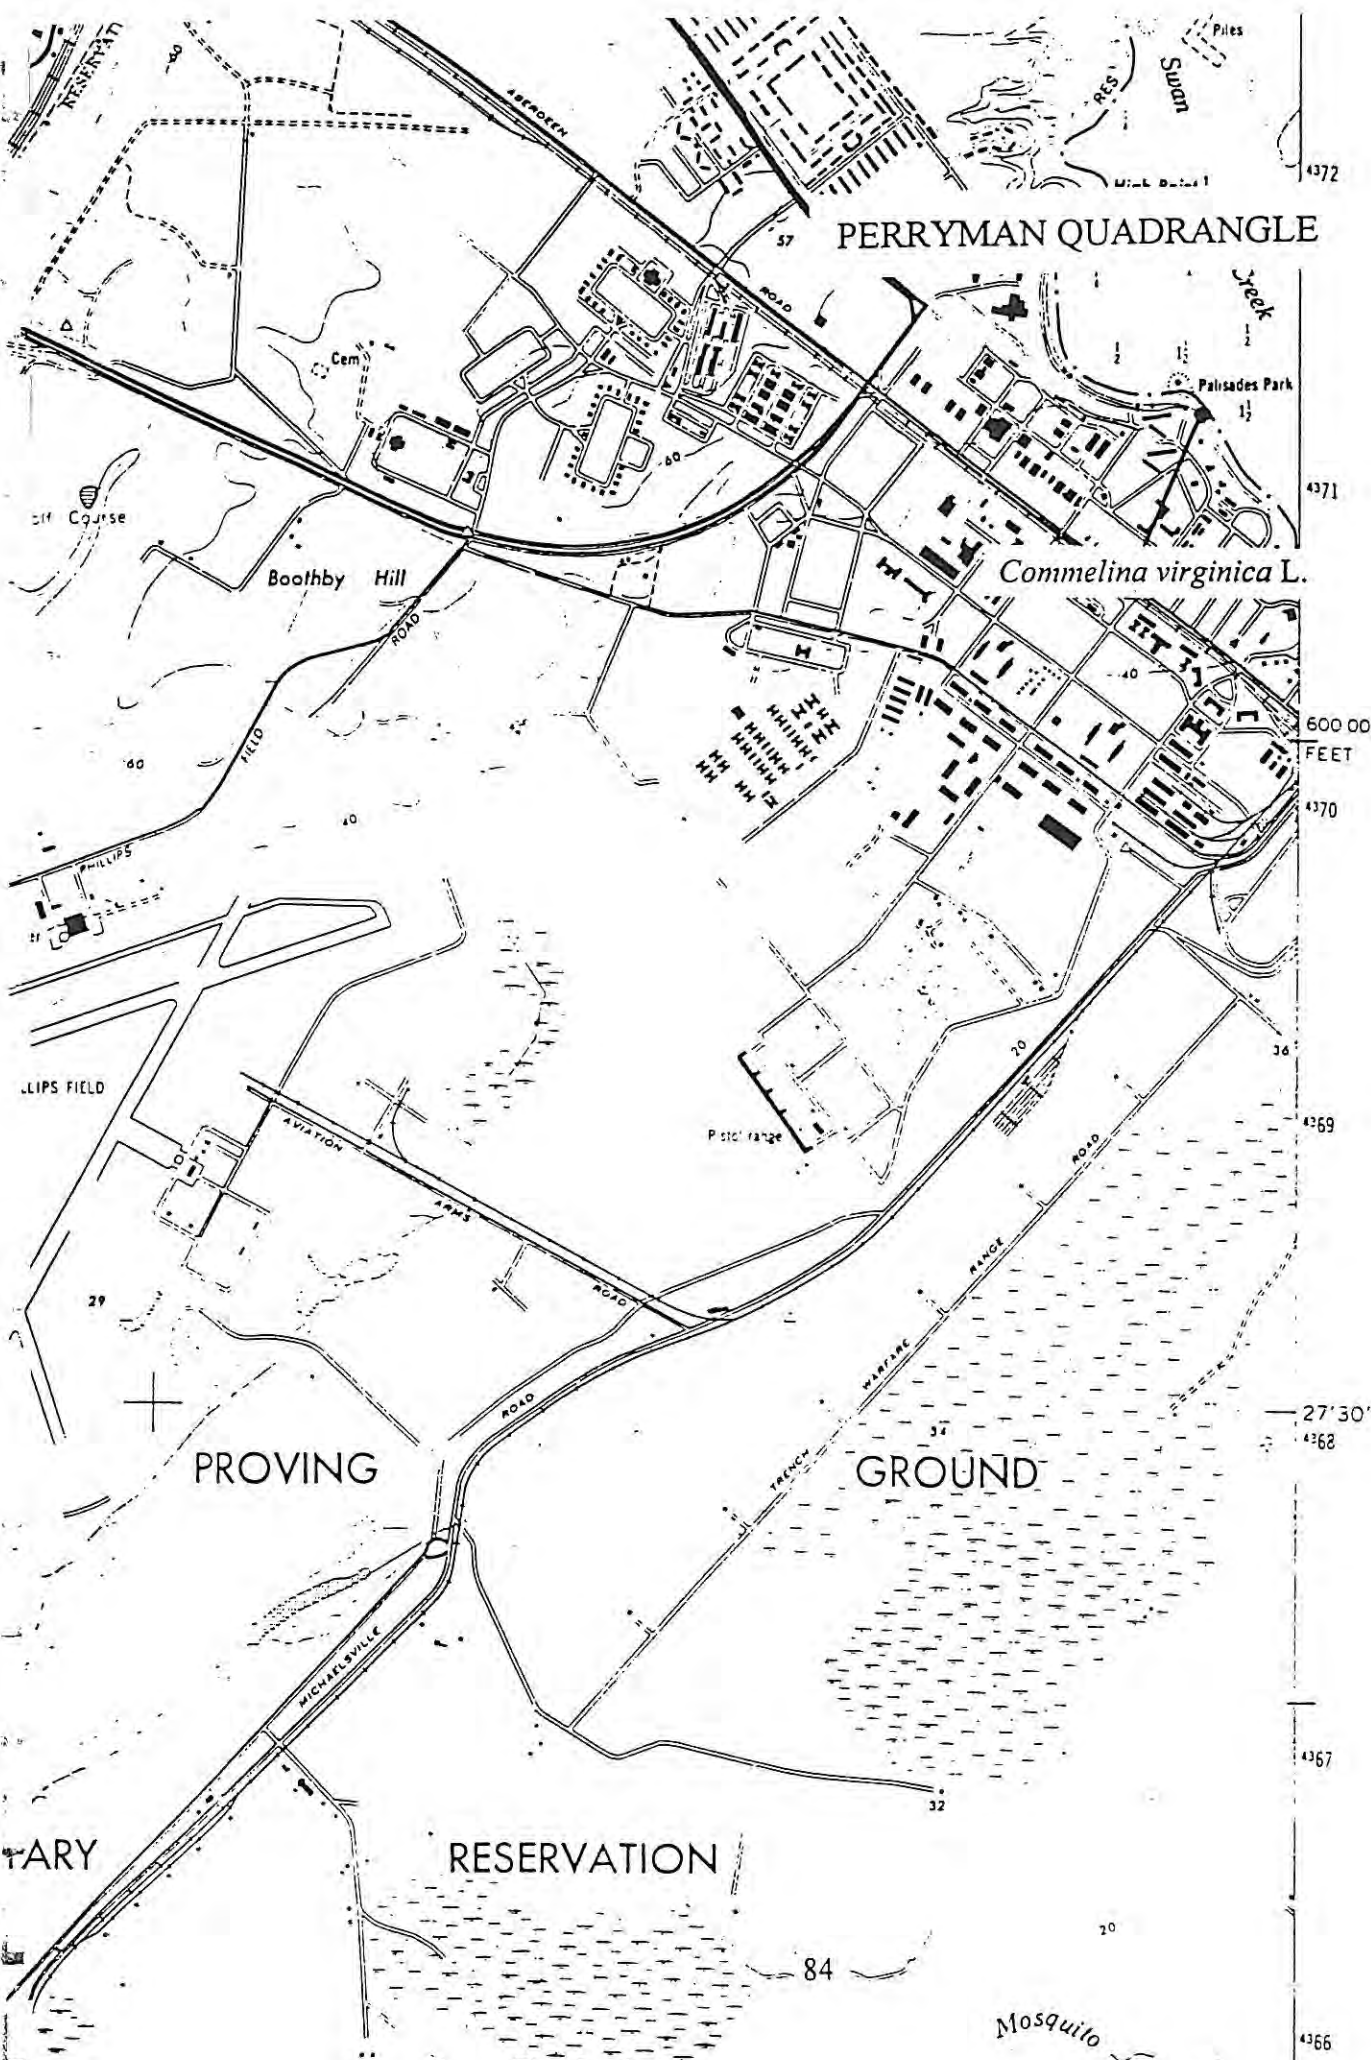 Piles
Swan
RES
ABERDEEN
4372
57
PERRYMAN QUADRANGLE
ROAD
Creek
Cem
Palisades Park
60
4371
Course
Boothby Hill
Commelina virginica L.
ROAD
40
600 00
FEET
FIELD
60
4370
40
PHILLIPS
20
36
LLIPS FIELD
4369
AVIATION
Pistol range
ROAD
ARMS
RANGE
29
ROAD
WARFARE
ROAD
27'30"
34
4368
PROVING
TRENCH
GROUND
MICHAELSVILLE
4367
32
TARY
RESERVATION
20
84
Mosquito
4366